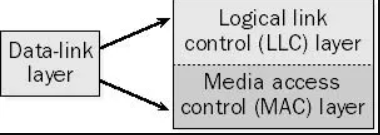 Data-link
layer
Logical link
control (LLC) layer
Media access
control (MAC) layer